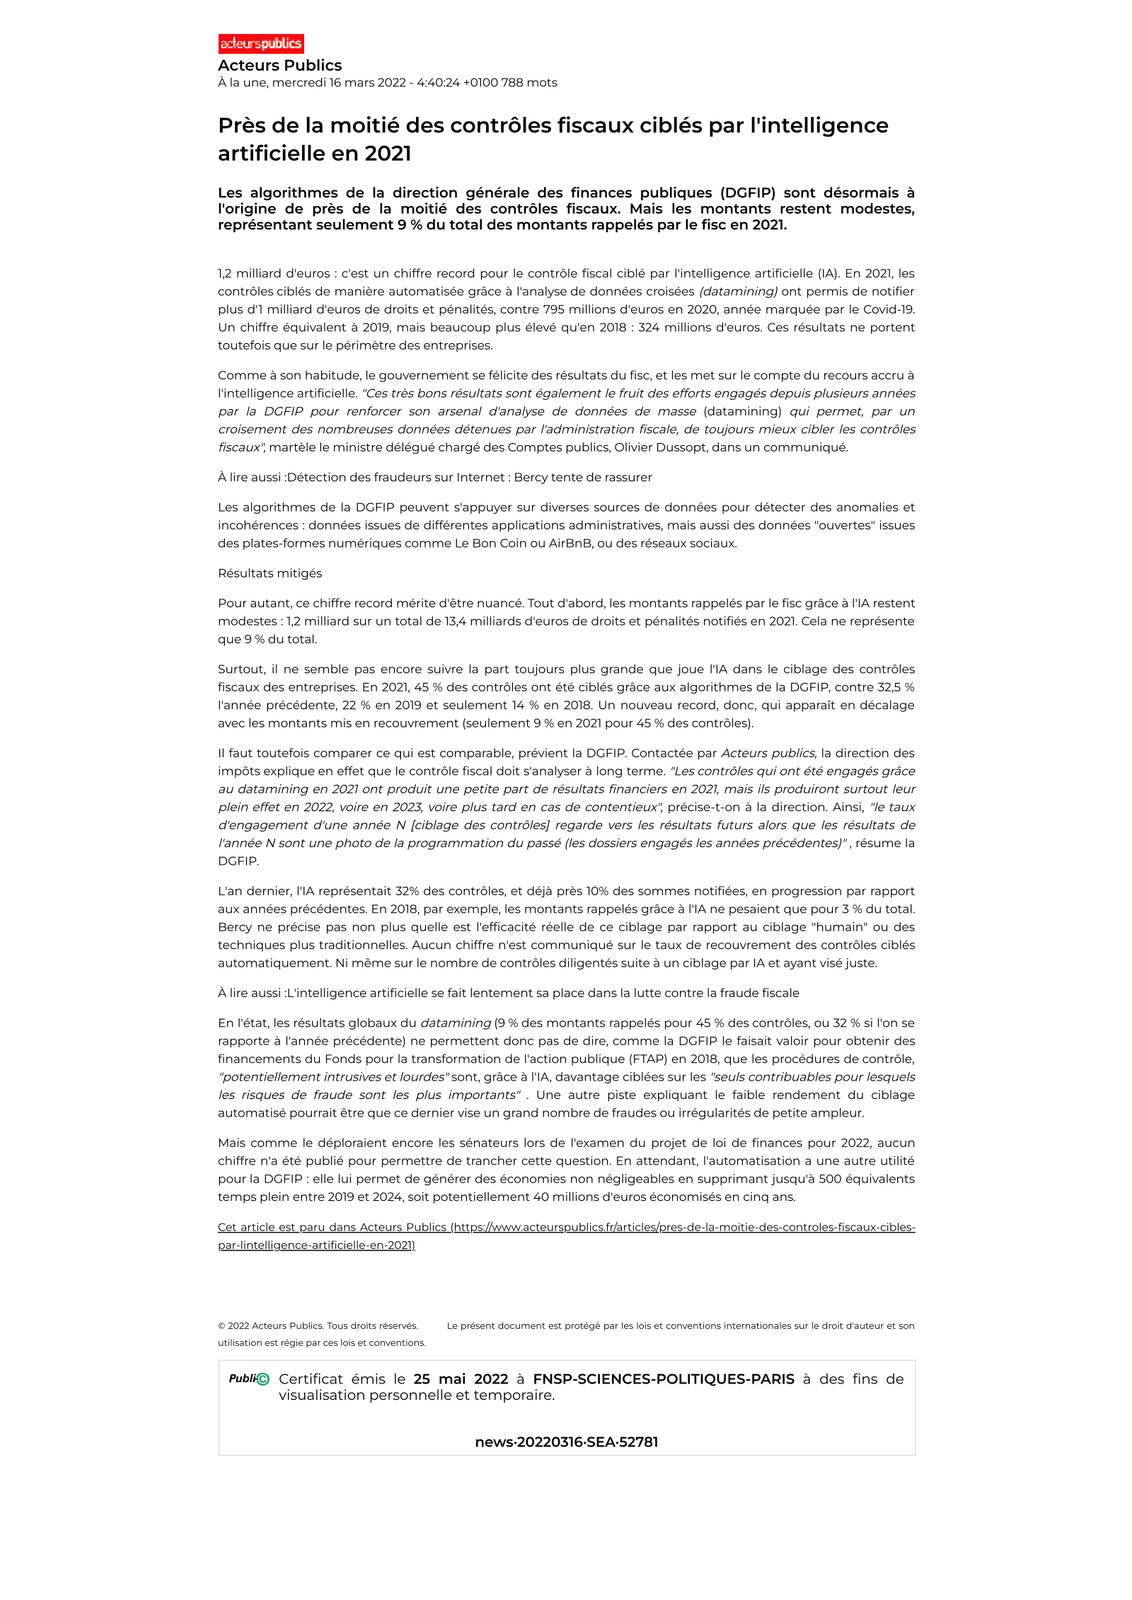 acteurspublics
Acteurs Publics
À la une, mercredi 16 mars 2022 - 4:40:24 +0100 788 mots
Près de la moitié des contrôles fiscaux ciblés par l'intelligence
artificielle en 2021
Les algorithmes de la direction générale des finances publiques (DGFIP) sont désormais à
l'origine de près de la moitié des contrôles fiscaux. Mais les montants restent modestes,
représentant seulement 9 % du total des montants rappelés par le fisc en 2021.
1,2 milliard d'euros : c'est un chiffre record pour le contrôle fiscal ciblé par l'intelligence artificielle (IA). En 2021, les
contrôles ciblés de manière automatisée grâce à l'analyse de données croisées (datamining) ont permis de notifier
plus d'1 milliard d'euros de droits et pénalités, contre 795 millions d'euros en 2020, année marquée par le Covid-19.
Un chiffre équivalent à 2019, mais beaucoup plus élevé qu'en 2018 : 324 millions d'euros. Ces résultats ne portent
toutefois que sur le périmètre des entreprises.
Comme à son habitude, le gouvernement se félicite des résultats du fisc, et les met sur le compte du recours accru à
l'intelligence artificielle. "Ces très bons résultats sont également le fruit des efforts engagés depuis plusieurs années
par la DGFIP pour renforcer son arsenal d'analyse de données de masse (datamining) qui permet, par un
croisement des nombreuses données détenues par l'administration fiscale, de toujours mieux cibler les contrôles
fiscaux", martèle le ministre délégué chargé des Comptes publics, Olivier Dussopt, dans un communiqué.
À lire aussi :Détection des fraudeurs sur Internet : Bercy tente de rassurer
Les algorithmes de la DGFIP peuvent s'appuyer sur diverses sources de données pour détecter des anomalies et
incohérences : données issues de différentes applications administratives, mais aussi des données "ouvertes" issues
des plates-formes numériques comme Le Bon Coin ou AirBnB, ou des réseaux sociaux.
Résultats mitigés
Pour autant, ce chiffre record mérite d'être nuancé. Tout d'abord, les montants rappelés par le fisc grâce à l'IA restent
modestes : 1,2 milliard sur un total de 13,4 milliards d'euros de droits et pénalités notifiés en 2021. Cela ne représente
que 9 % du total.
Surtout, il ne semble pas encore suivre la part toujours plus grande que joue l'IA dans le ciblage des contrôles
fiscaux des entreprises. En 2021, 45 % des contrôles ont été ciblés grâce aux algorithmes de la DGFIP, contre 32,5 %
l'année précédente, 22 % en 2019 et seulement 14 % en 2018. Un nouveau record, donc, qui apparaît en décalage
avec les montants mis en recouvrement (seulement 9 % en 2021 pour 45 % des contrôles).
Il faut toutefois comparer ce qui est comparable, prévient la DGFIP. Contactée par Acteurs publics, la direction des
impôts explique en effet que le contrôle fiscal doit s'analyser à long terme. "Les contrôles qui ont été engagés grâce
au datamining en 2021 ont produit une petite part de résultats financiers en 2021, mais ils produiront surtout leur
plein effet en 2022, voire en 2023, voire plus tard en cas de contentieux", précise-t-on à la direction. Ainsi, "le taux
d'engagement d'une année N [ciblage des contrôles] regarde vers les résultats futurs alors que les résultats de
l'année N sont une photo de la programmation du passé (les dossiers engagés les années précédentes)" , résume la
DGFIP.
L'an dernier, l'IA représentait 32% des contrôles, et déjà près 10% des sommes notifiées, en progression par rapport
aux années précédentes. En 2018, par exemple, les montants rappelés grâce à l'IA ne pesaient que pour 3 % du total.
Bercy ne précise pas non plus quelle est l'efficacité réelle de ce ciblage par rapport au ciblage "humain" ou des
techniques plus traditionnelles. Aucun chiffre n'est communiqué sur le taux de recouvrement des contrôles ciblés
automatiquement. Ni même sur le nombre de contrôles diligentés suite à un ciblage par IA et ayant visé juste.
À lire aussi :L'intelligence artificielle se fait lentement sa place dans la lutte contre la fraude fiscale
En l'état, les résultats globaux du datamining (9 % des montants rappelés pour 45 % des contrôles, ou 32 % si l'on se
rapporte à l'année précédente) ne permettent donc pas de dire, comme la DGFIP le faisait valoir pour obtenir des
financements du Fonds pour la transformation de l'action publique (FTAP) en 2018, que les procédures de contrôle,
"potentiellement intrusives et lourdes" sont, grâce à l'IA, davantage ciblées sur les "seuls contribuables pour lesquels
les risques de fraude sont les plus importants" . Une autre piste expliquant le faible rendement du ciblage
automatisé pourrait être que ce dernier vise un grand nombre de fraudes ou irrégularités de petite ampleur.
Mais comme le déploraient encore les sénateurs lors de l'examen du projet de loi de finances pour 2022, aucun
chiffre n'a été publié pour permettre de trancher cette question. En attendant, l'automatisation a une autre utilité
pour la DGFIP : elle lui permet de générer des économies non négligeables en supprimant jusqu'à 500 équivalents
temps plein entre 2019 et 2024, soit potentiellement 40 millions d'euros économisés en cinq ans.
Cet article est paru dans Acteurs Publics (https://www.acteurspublics.fr/articles/pres-de-la-moitie-des-controles-fiscaux-cibles-
par-lintelligence-artificielle-en-2021)
© 2022 Acteurs Publics. Tous droits réservés. Le présent document est protégé par les lois et conventions internationales sur le droit d'auteur et son
utilisation est régie par ces lois et conventions.
Publi© Certificat émis le 25 mai 2022 à FNSP-SCIENCES-POLITIQUES-PARIS à des fins de
visualisation personnelle et temporaire.
news·20220316·SEA·52781